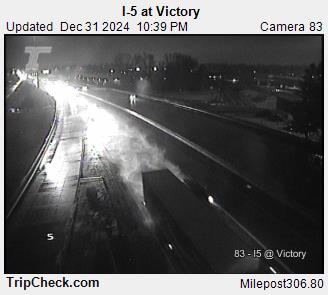 I-5 at Victory
Updated Dec 31 2024 10:39 PM Camera 83
T
S
83 - I5 @ Victory
TripCheck.com Milepost306.80